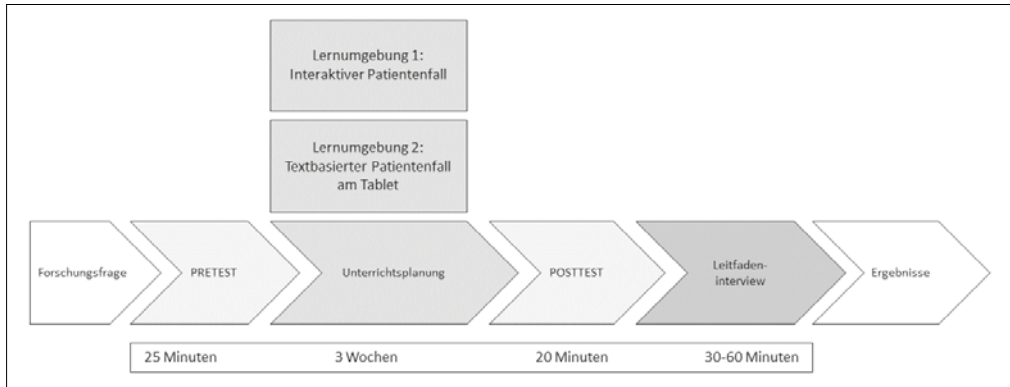 Lernumgebung 1:
Interaktiver Patientenfall
Lernumgebung 2:
Textbasierter Patientenfall
am Tablet
Forschungsfrage
PRETEST
Unterrichtsplanung
POSTTEST
Leitfaden-
interview
Ergebnisse
25 Minuten
3 Wochen
20 Minuten
30-60 Minuten